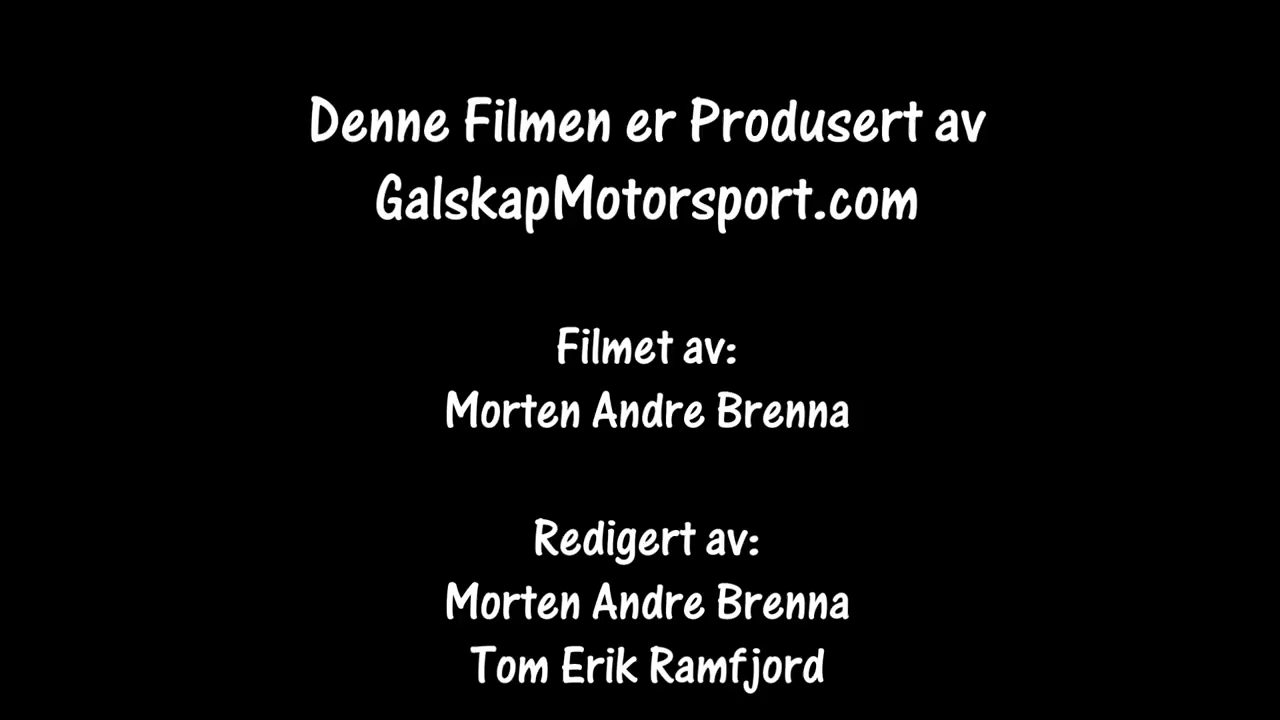 Denne Filmen er Produsert av
GalskapMotorsport.com
Filmet av:
Morten Andre Brenna
Redigert av:
Morten Andre Brenna
Tom Erik Ramfjord